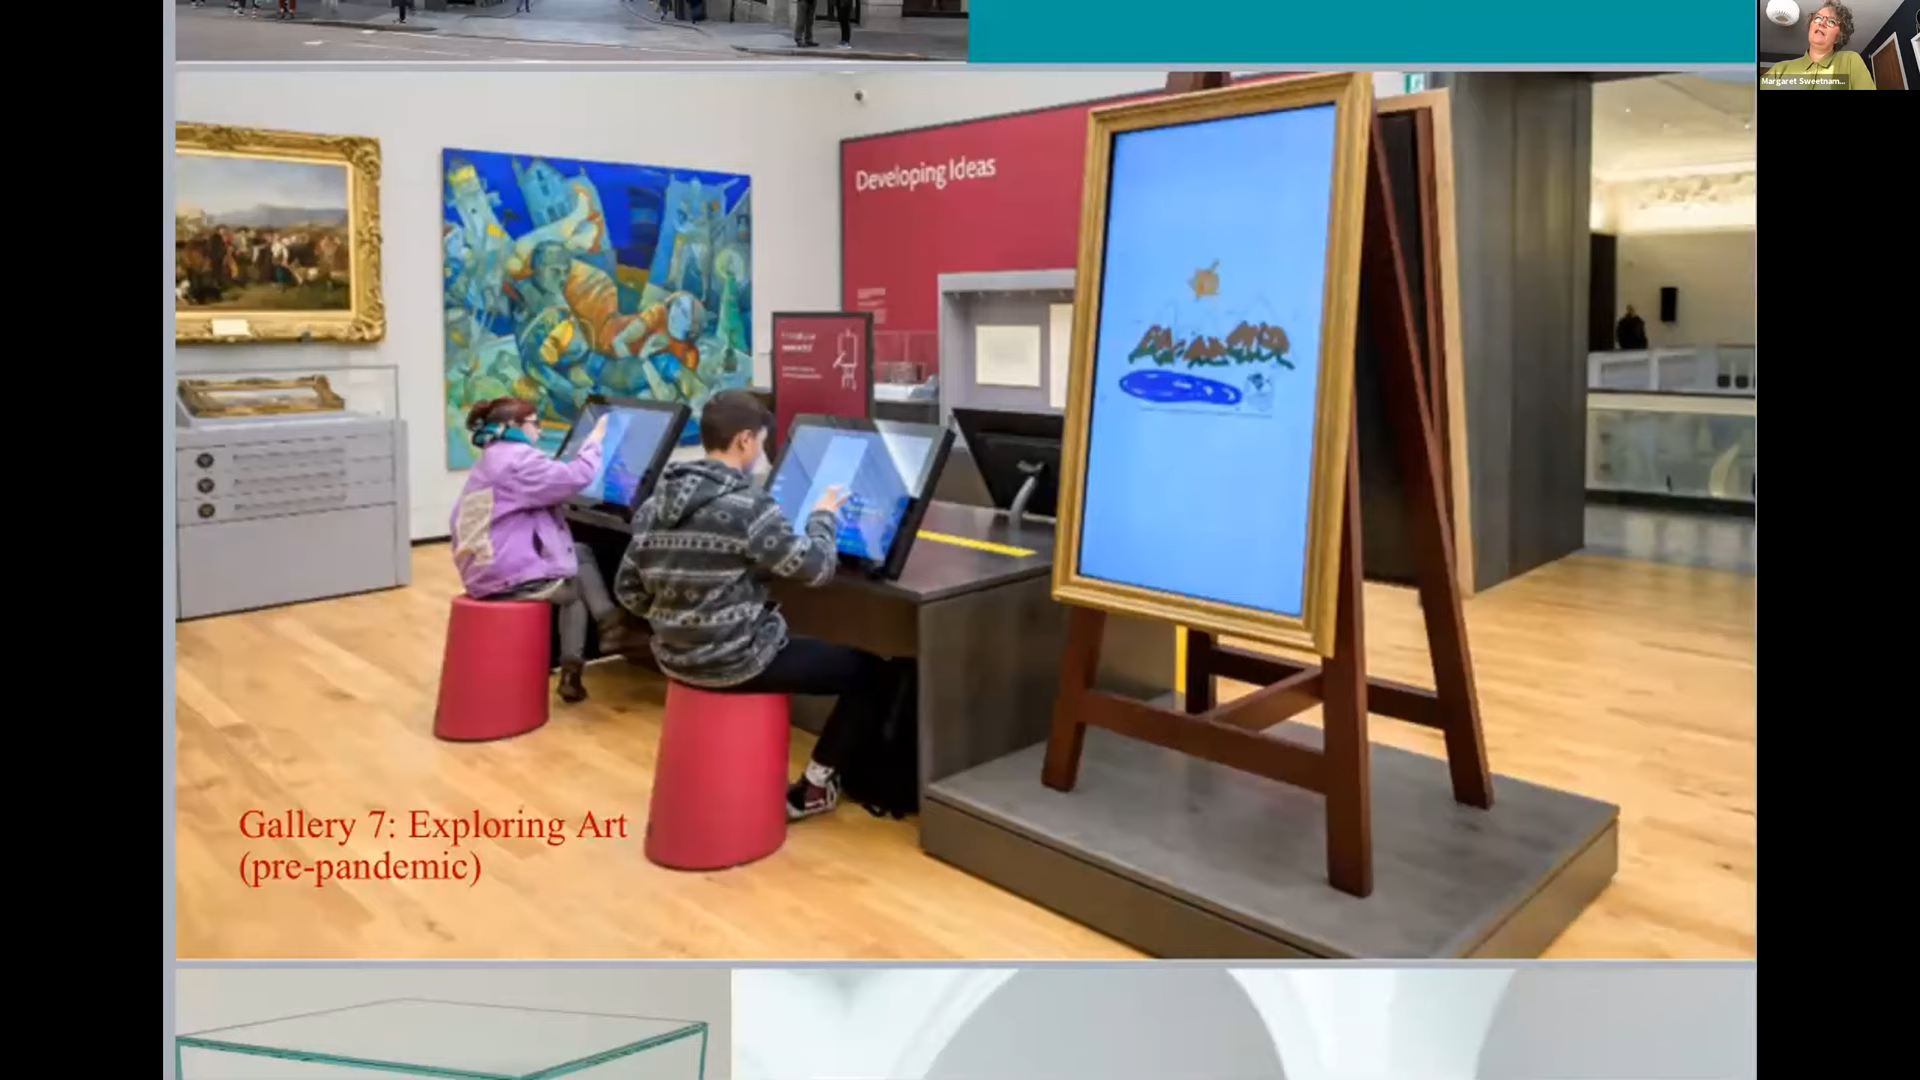 Margaret Sweetnam...
Developing Ideas
Gallery 7: Exploring Art
(pre-pandemic)